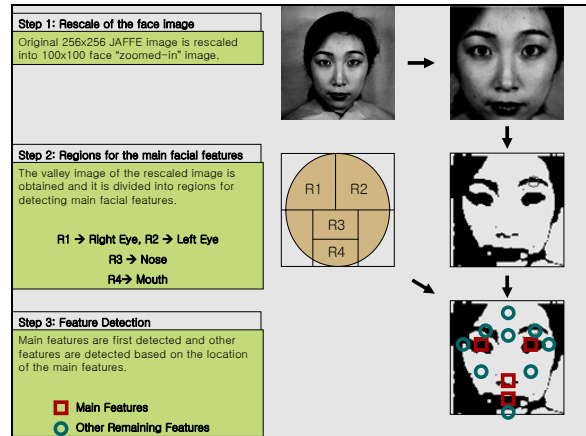 Step 1: Rescale of the face image
Original 256x256 JAFFE image is rescaled
into 100x100 face “zoomed-in” image.
Step 2: Regions for the main facial features
The valley image of the rescaled image is
obtained and it is divided into regions for
detecting main facial features.
R1 → Right Eye, R2 → Left Eye
R3 → Nose
R4→ Mouth
R1 R2
R3
R4
Step 3: Feature Detection
Main features are first detected and other
features are detected based on the location
of the main features.
Main Features
Other Remaining Features